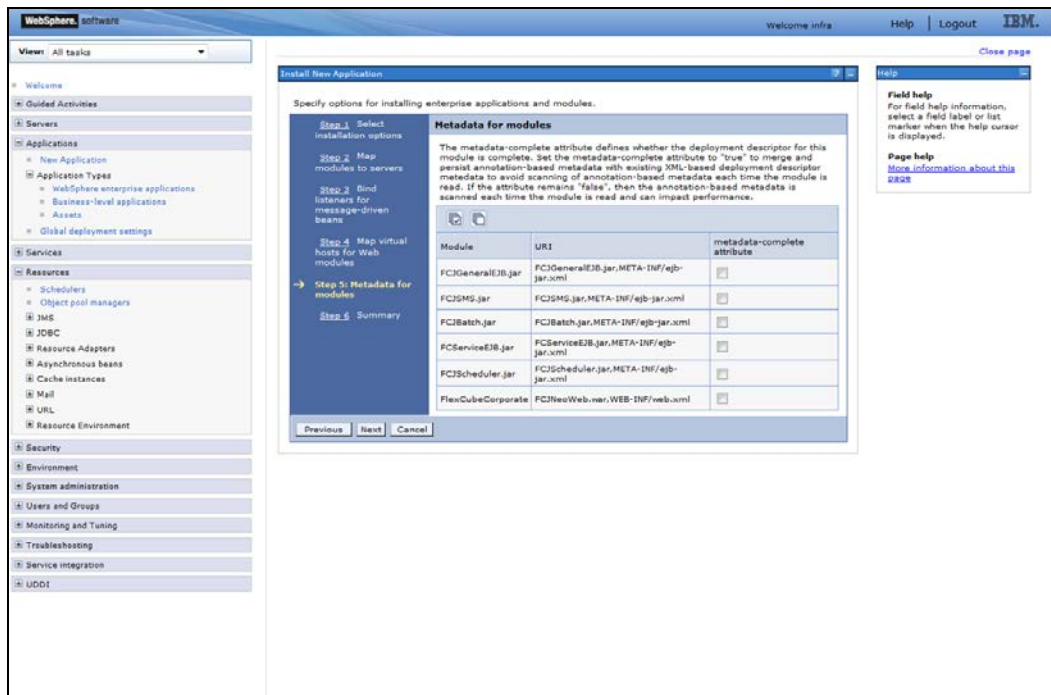 WebSphere. software
Welcome infra
Help | Logout
IBM.
View: All tasks
Welcome
Guided Activities
Servers
Applications
New Application
Application Types
WebSphere enterprise applications
Business-level applications
Assets
Global deployment settings
Services
Resources
Schedulers
Object pool managers
JMS
JDBC
Resource Adapters
Asynchronous beans
Cache instances
Mail
URL
Resource Environment
Security
Environment
System administration
Users and Groups
Monitoring and Tuning
Troubleshooting
Service integration
UDDI
Close page
Install New Application
?
Specify options for installing enterprise applications and modules.
Step 1 Select
installation options
Step 2 Map
modules to servers
Step 3 Bind
listeners for
message-driven
beans
Step 4 Map virtual
hosts for Web
modules
Step 5: Metadata for
modules
Step 6 Summary
Metadata for modules
The metadata-complete attribute defines whether the deployment descriptor for this
module is complete. Set the metadata-complete attribute to "true" to merge and
persist annotation-based metadata with existing XML-based deployment descriptor
metedata to avoid scanning of annotation-based metadata each time the module is
read. If the attribute remains "false", then the annotation-based metadata is
scanned each time the module is read and can impact performance.
Module URI metadata-complete
attribute
FCJGeneralEJB.jar FCJGeneralEJB.jar,META-INF/ejb-
jar.xml
FCJSMS.jar FCJSMS.jar,META-INF/ejb-jar.xml
FCJBatch.jar FCJBatch.jar,META-INF/ejb-jar.xml
FCServiceEJB.jar FCServiceEJB.jar,META-INF/ejb-
jar.xml
FCJScheduler.jar FCJScheduler.jar,META-INF/ejb-
jar.xml
FlexCubeCorporate FCJNeoWeb.war,WEB-INF/web.xml
Previous Next Cancel
Help
Field help
For field help information,
select a field label or list
marker when the help cursor
is displayed.
Page help
More information about this
page